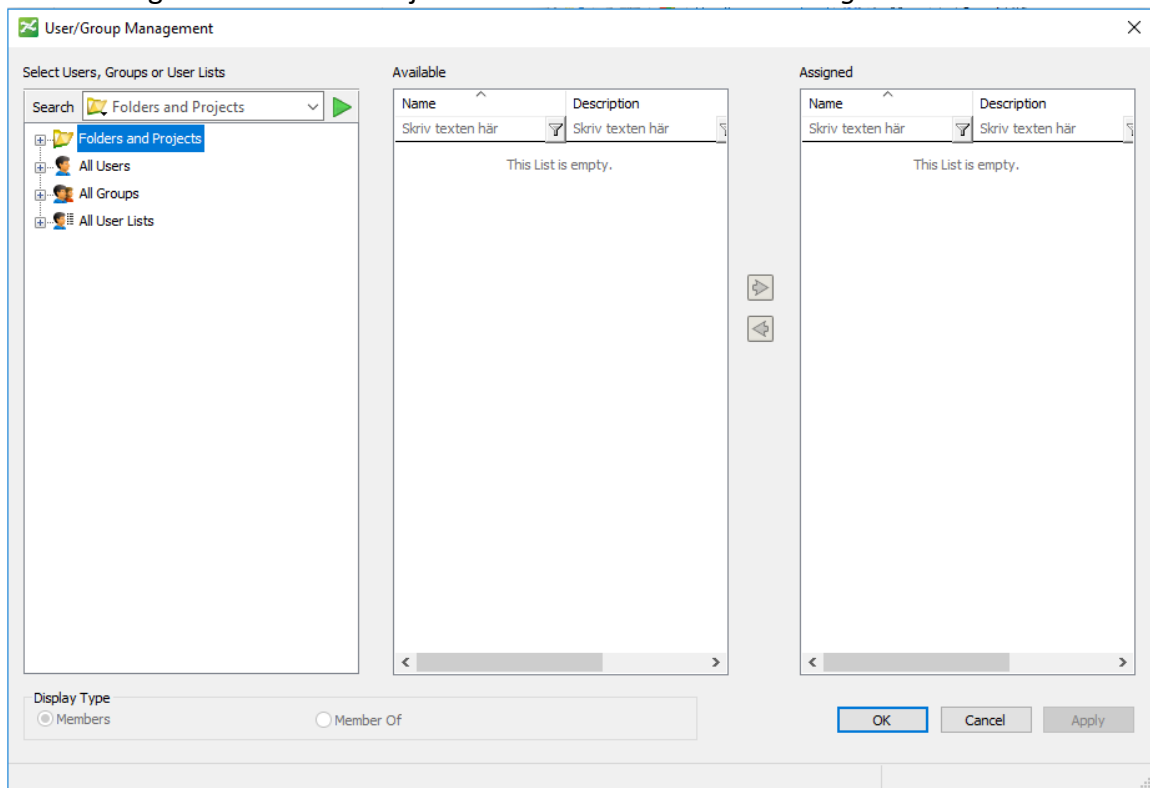 User/Group Management
Select Users, Groups or User Lists
Available
Assigned
Search Folders and Projects
Name Description
Name Description
Skriv texten här Skriv texten här
Skriv texten här Skriv texten här
Folders and Projects
This List is empty.
This List is empty.
All Users
All Groups
All User Lists
Display Type
Members
Member Of
OK
Cancel
Apply